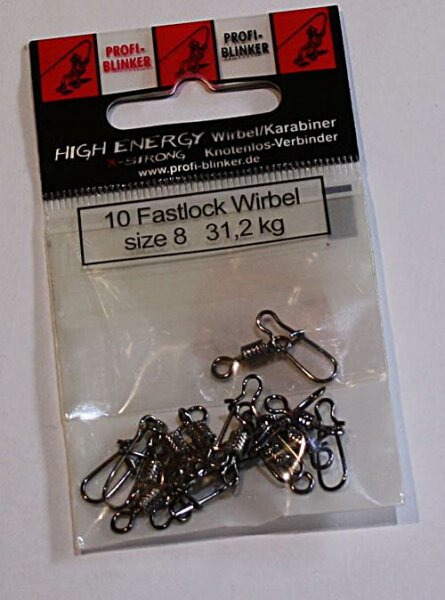 PROFI-
BLINKER
PROFI-
BLINKER
HIGH ENERGY Wirbel/Karabiner
X-STRONG Knotenlos-Verbinder
www.profi-blinker.de
10 Fastlock Wirbel
size 8 31,2 kg